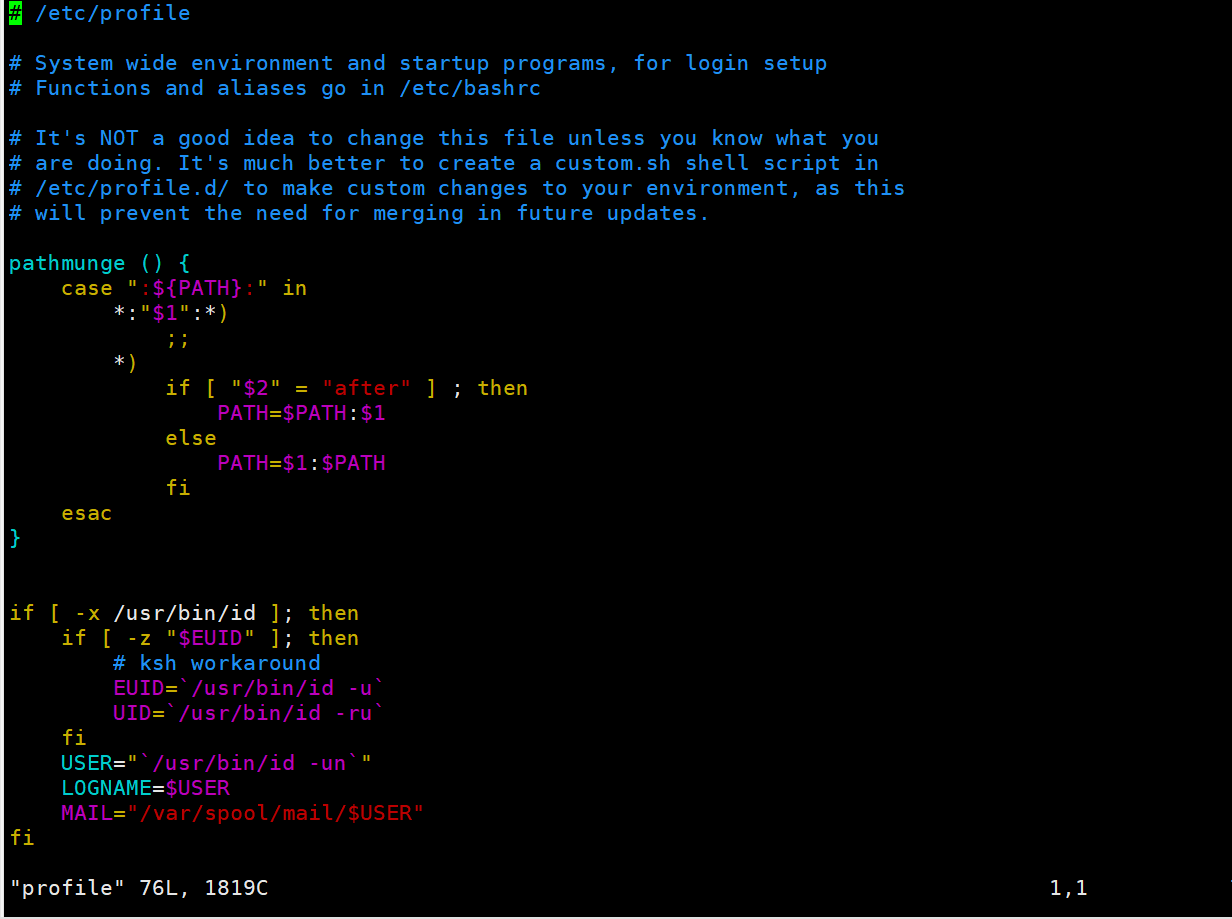 # /etc/profile
# System wide environment and startup programs, for login setup
# Functions and aliases go in /etc/bashrc
# It's NOT a good idea to change this file unless you know what you
# are doing. It's much better to create a custom.sh shell script in
# /etc/profile.d/ to make custom changes to your environment, as this
# will prevent the need for merging in future updates.
pathmunge () {
    case ":${PATH}:" in
        *:"$1":*)
            ;;
        *)
            if [ "$2" = "after" ] ; then
                PATH=$PATH:$1
            else
                PATH=$1:$PATH
            fi
    esac
}
if [ -x /usr/bin/id ]; then
    if [ -z "$EUID" ]; then
        # ksh workaround
        EUID=`/usr/bin/id -u`
        UID=`/usr/bin/id -ru`
    fi
    USER="`/usr/bin/id -un`"
    LOGNAME=$USER
    MAIL="/var/spool/mail/$USER"
fi
"profile" 76L, 1819C 1,1